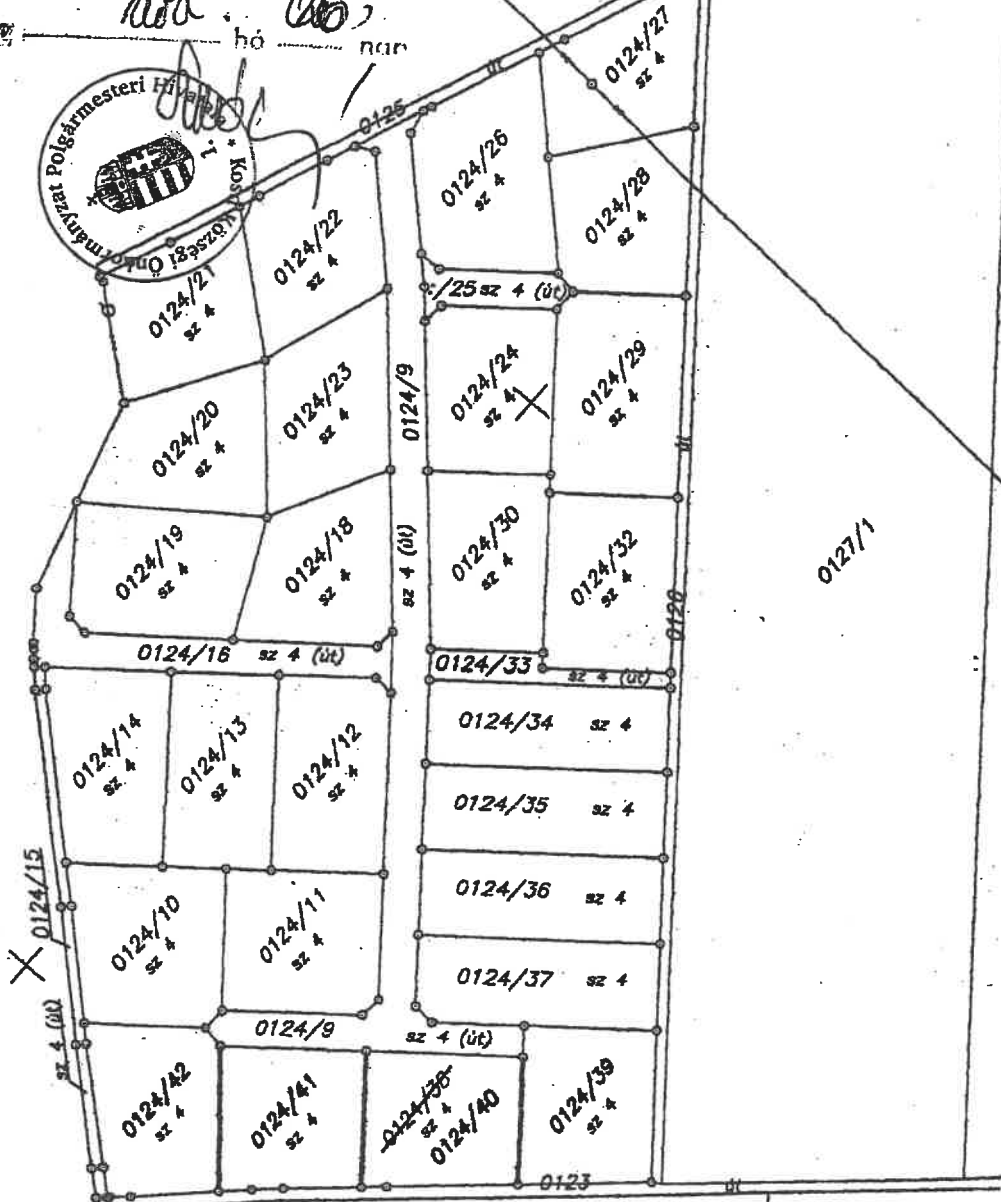 hó nap
Polgármesteri Hivatal
1.
* Községi Önkormányzat
0125
út
0124/27
sz 4
0124/26
sz 4
0124/28
sz 4
0124/22
sz 4
0124/21
sz 4
:/25 sz 4 (út)
0124/24
sz 4
0124/29
sz 4
0124/23
sz 4
0124/9
sz 4 (út)
0124/20
sz 4
0124/19
sz 4
0124/18
sz 4
0124/30
sz 4
0124/32
sz 4
út
0126
0127/1
0124/16 sz 4 (út)
0124/33 sz 4 (út)
0124/14
sz 4
0124/13
sz 4
0124/12
sz 4
0124/34 sz 4
0124/35 sz 4
0124/36 sz 4
0124/37 sz 4
0124/15
sz 4 (út)
0124/10
sz 4
0124/11
sz 4
0124/9 sz 4 (út)
0124/42
sz 4
0124/41
sz 4
0124/38
sz 4
0124/40
0124/39
sz 4
0123 út